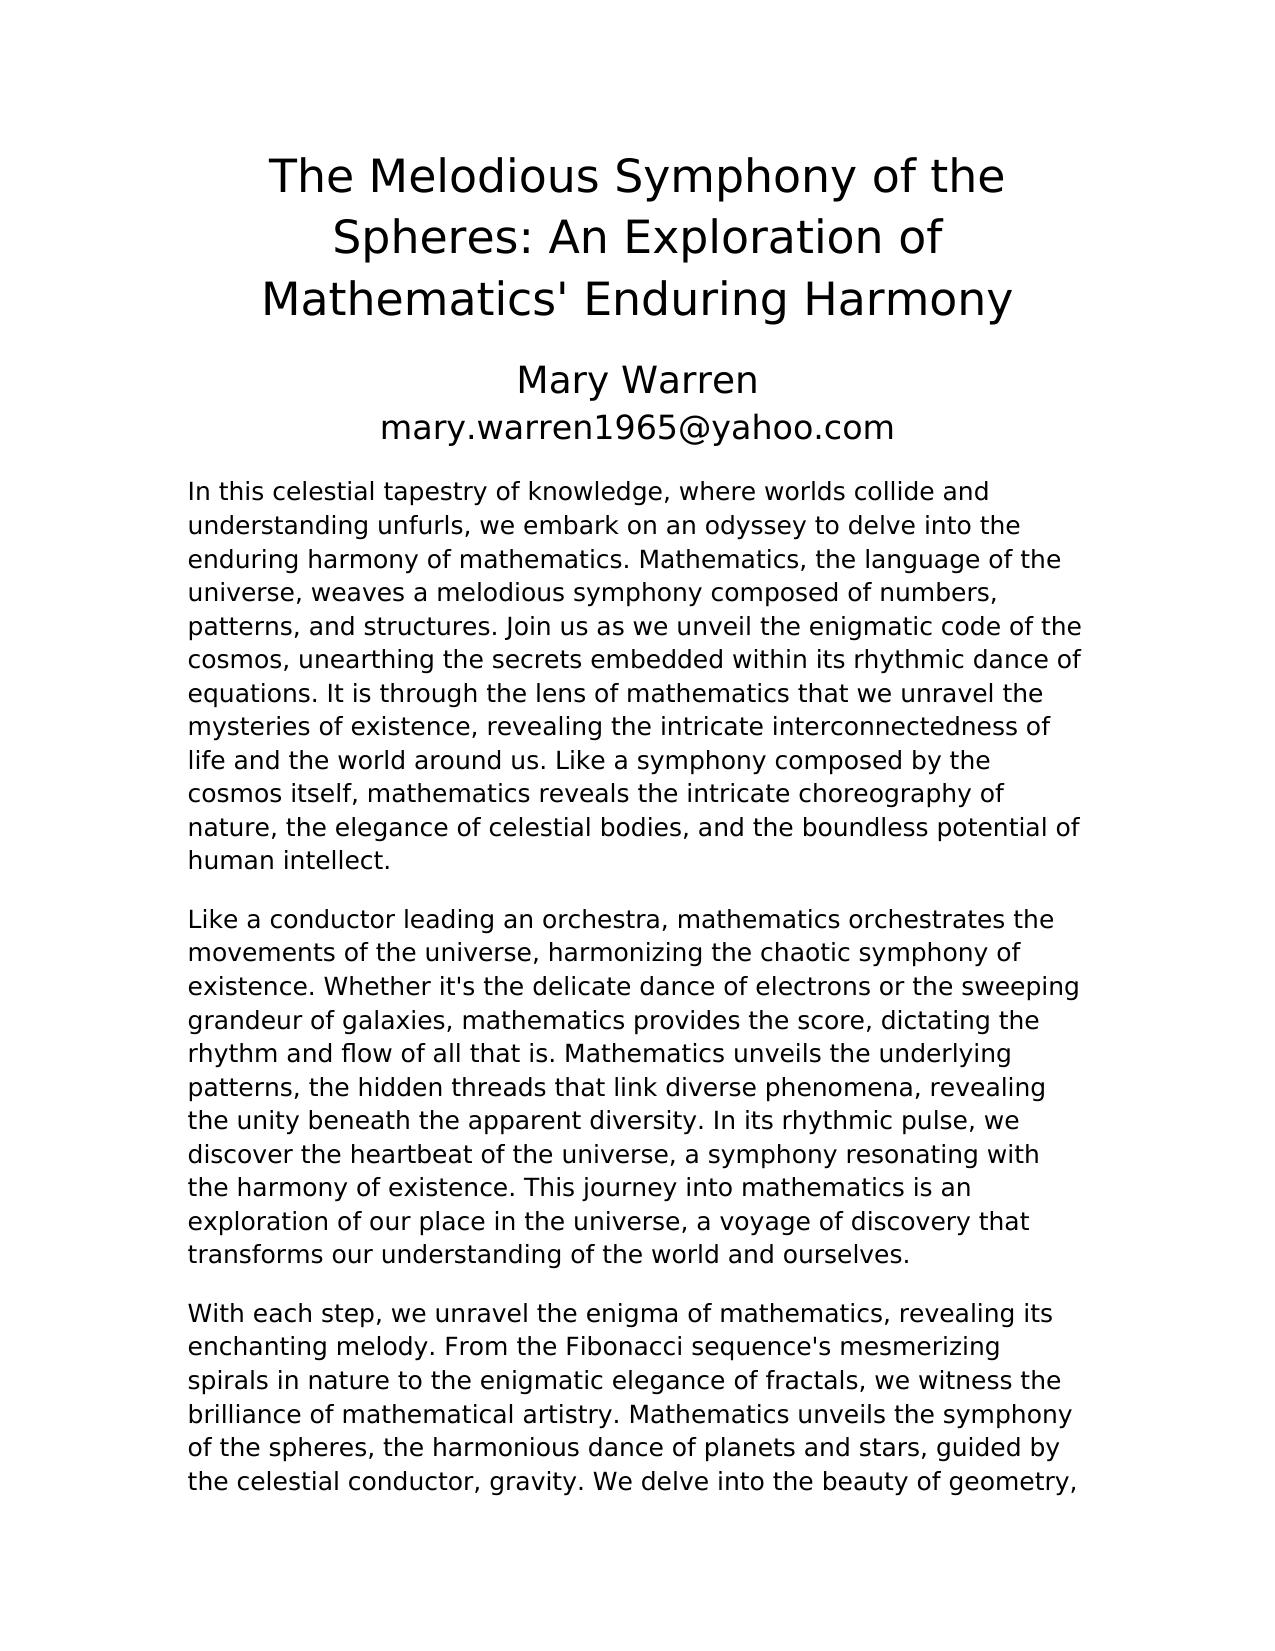 The Melodious Symphony of the
Spheres: An Exploration of
Mathematics' Enduring Harmony
Mary Warren
mary.warren1965@yahoo.com
In this celestial tapestry of knowledge, where worlds collide and
understanding unfurls, we embark on an odyssey to delve into the
enduring harmony of mathematics. Mathematics, the language of the
universe, weaves a melodious symphony composed of numbers,
patterns, and structures. Join us as we unveil the enigmatic code of the
cosmos, unearthing the secrets embedded within its rhythmic dance of
equations. It is through the lens of mathematics that we unravel the
mysteries of existence, revealing the intricate interconnectedness of
life and the world around us. Like a symphony composed by the
cosmos itself, mathematics reveals the intricate choreography of
nature, the elegance of celestial bodies, and the boundless potential of
human intellect.
Like a conductor leading an orchestra, mathematics orchestrates the
movements of the universe, harmonizing the chaotic symphony of
existence. Whether it's the delicate dance of electrons or the sweeping
grandeur of galaxies, mathematics provides the score, dictating the
rhythm and flow of all that is. Mathematics unveils the underlying
patterns, the hidden threads that link diverse phenomena, revealing
the unity beneath the apparent diversity. In its rhythmic pulse, we
discover the heartbeat of the universe, a symphony resonating with
the harmony of existence. This journey into mathematics is an
exploration of our place in the universe, a voyage of discovery that
transforms our understanding of the world and ourselves.
With each step, we unravel the enigma of mathematics, revealing its
enchanting melody. From the Fibonacci sequence's mesmerizing
spirals in nature to the enigmatic elegance of fractals, we witness the
brilliance of mathematical artistry. Mathematics unveils the symphony
of the spheres, the harmonious dance of planets and stars, guided by
the celestial conductor, gravity. We delve into the beauty of geometry,